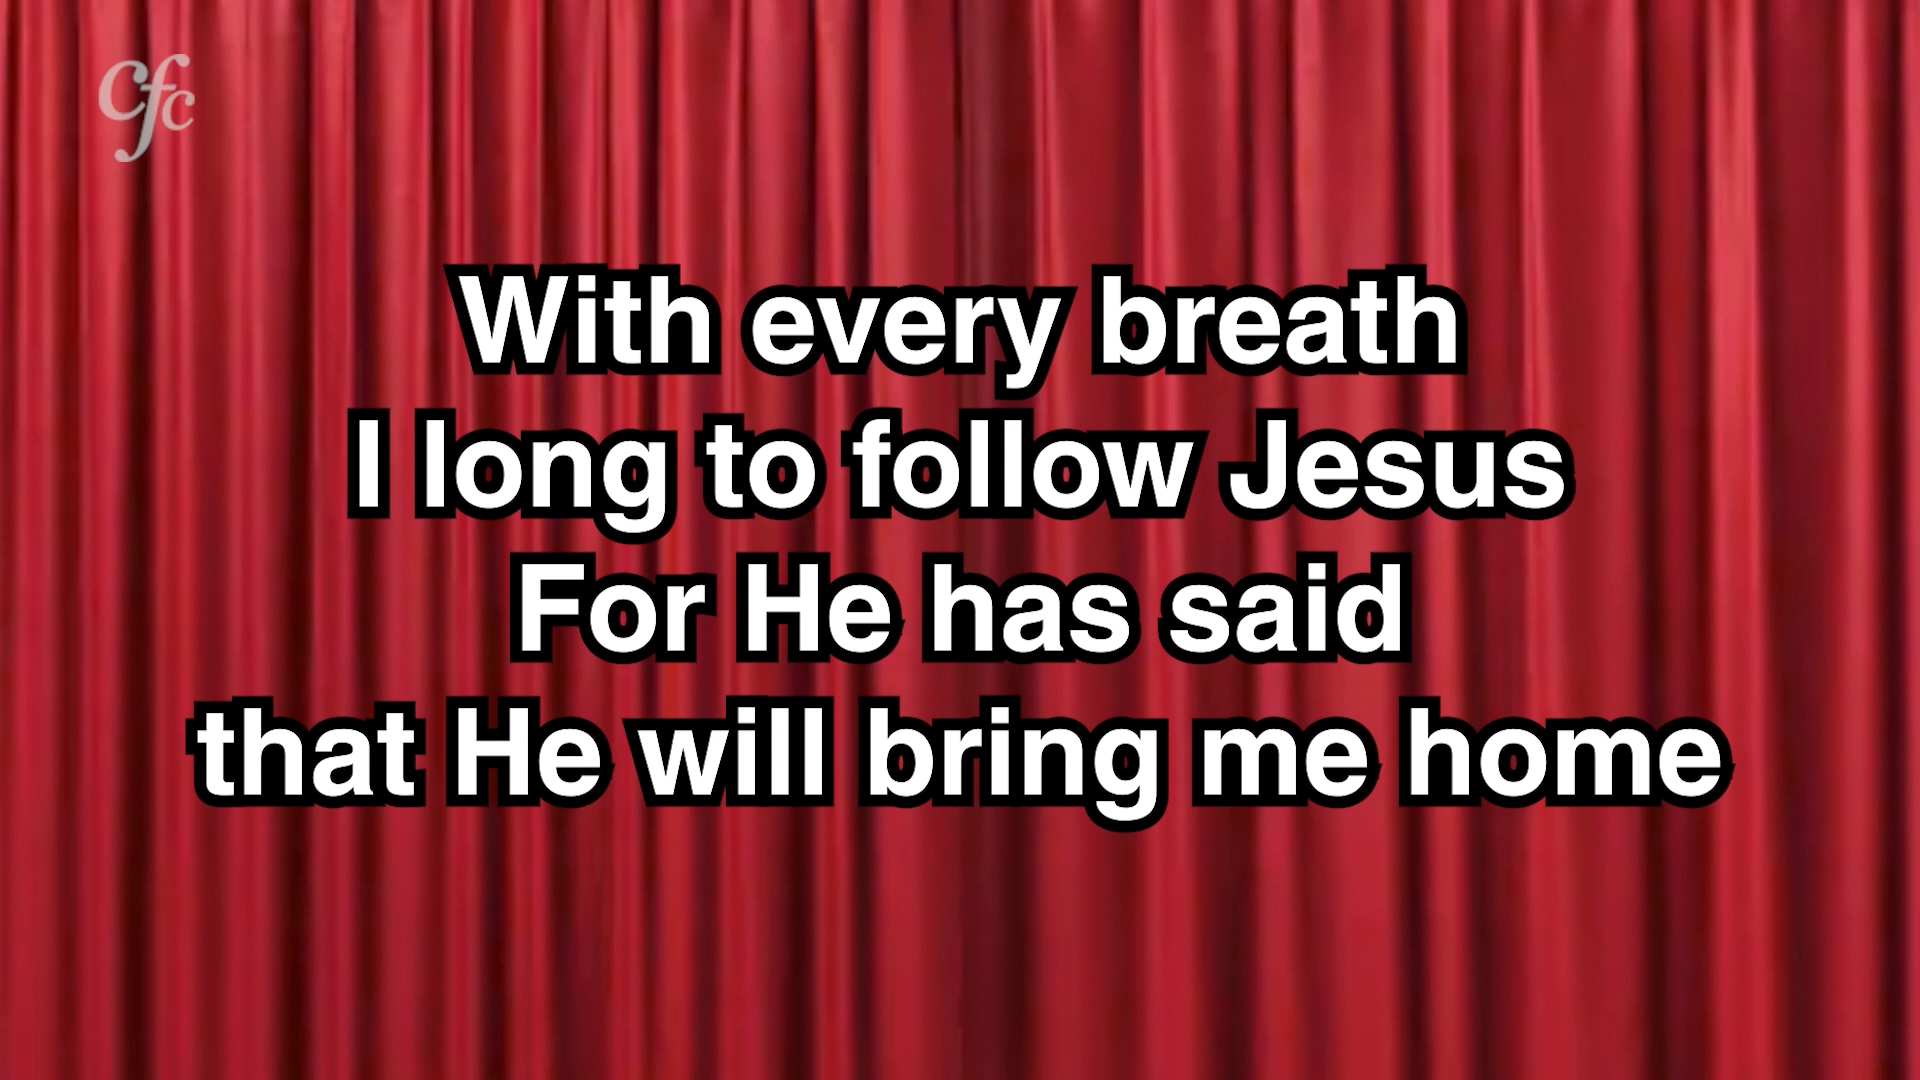 cfc
With every breath
I long to follow Jesus
For He has said
that He will bring me home